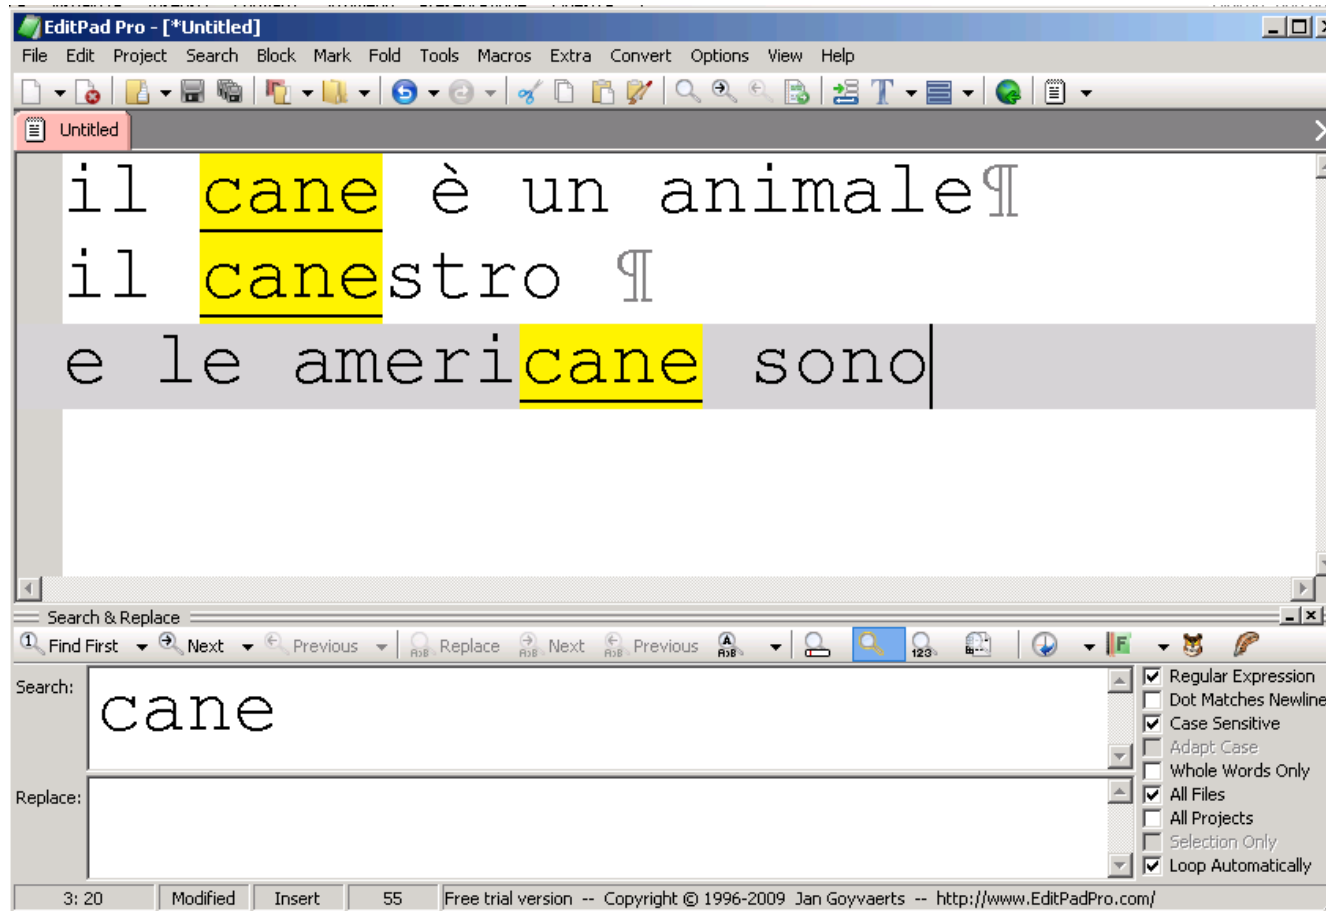 EditPad Pro - [*Untitled]
File Edit Project Search Block Mark Fold Tools Macros Extra Convert Options View Help
Untitled
il cane è un animale¶
il canestro ¶
e le americane sono
Search & Replace
Find First Next Previous Replace Next Previous
Search:
cane
Replace:
Regular Expression
Dot Matches Newline
Case Sensitive
Adapt Case
Whole Words Only
All Files
All Projects
Selection Only
Loop Automatically
3: 20 Modified Insert 55 Free trial version -- Copyright © 1996-2009 Jan Goyvaerts -- http://www.EditPadPro.com/